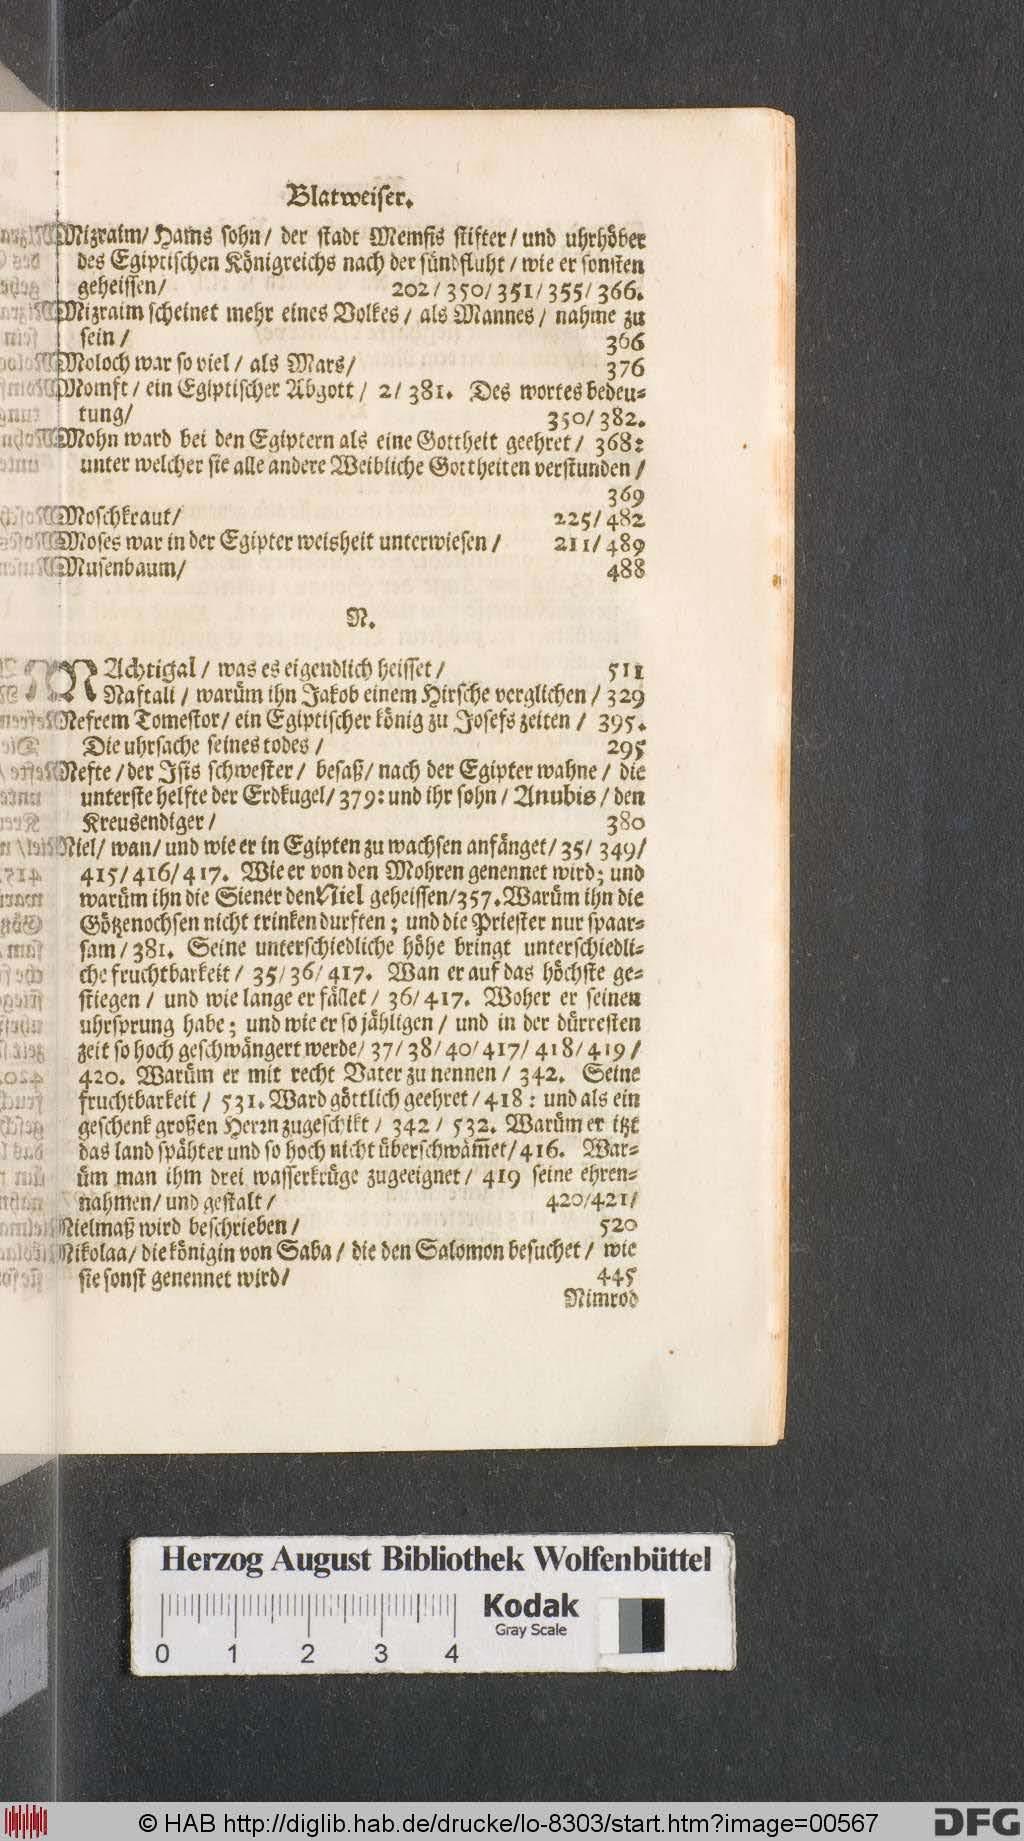 Blatweiser.
Mizraim/ Hams sohn/ der stadt Memfis stifter/ und uhrhöber
des Egiptischen Königreichs nach der sündfluht/ wie er sonsten
geheissen/ 202/ 350/ 351/ 355/ 366.
Mizraim scheinet mehr eines Volkes/ als Mannes/ nahme zu
sein/ 366
Moloch war so viel/ als Mars/ 376
Momft/ ein Egiptischer Abgott/ 2/ 381. Des wortes bedeu-
tung/ 350/ 382.
Mohn ward bei den Egiptern als eine Gottheit geehret/ 368:
unter welcher sie alle andere Weibliche Gottheiten verstunden/
369
Moschkraut/ 225/ 482
Moses war in der Egipter weisheit unterwiesen/ 211/ 489
Musenbaum/ 488
N.
NAchtigal/ was es eigendlich heisset/ 511
Naftali/ warüm ihn Jakob einem Hirsche verglichen/ 329
Nefrem Tomestor/ ein Egiptischer könig zu Josefs zeiten/ 395.
Die uhrsache seines todes/ 295
Nefte/ der Isis schwester/ besaß/ nach der Egipter wahne/ die
unterste helfte der Erdkugel/ 379: und ihr sohn/ Anubis/ den
Kreusendiger/ 380
Niel/ wan/ und wie er in Egipten zu wachsen anfänget/ 35/ 349/
415/ 416/ 417. Wie er von den Mohren genennet wird; und
warüm ihn die Siener den Niel geheissen/ 357. Warüm ihn die
Götzenochsen nicht trinken durften; und die Priester nur spaar-
sam/ 381. Seine unterschiedliche höhe bringt unterschiedli-
che fruchtbarkeit/ 35/ 36/ 417. Wan er auf das höchste ge-
stiegen/ und wie lange er fället/ 36/ 417. Woher er seinen
uhrsprung habe; und wie er so jähligen/ und in der dürresten
zeit so hoch geschwängert werde/ 37/ 38/ 40/ 417/ 418/ 419/
420. Warüm er mit recht Vater zu nennen/ 342. Seine
fruchtbarkeit/ 531. Ward göttlich geehret/ 418: und als ein
geschenk großen Herrn zugeschikt/ 342/ 532. Warüm er itzt
das land spähter und so hoch nicht überschwäm̄et/ 416. War-
üm man ihm drei wasserkrüge zugeeignet/ 419 seine ehren-
nahmen/ und gestalt/ 420/ 421/
Nielmaß wird beschrieben/ 520
Nikolaa/ die königin von Saba/ die den Salomon besuchet/ wie
sie sonst genennet wird/ 445
Nimrod
Herzog August Bibliothek Wolfenbüttel
0 1 2 3 4
Kodak
Gray Scale
© HAB http://diglib.hab.de/drucke/lo-8303/start.htm?image=00567
DFG